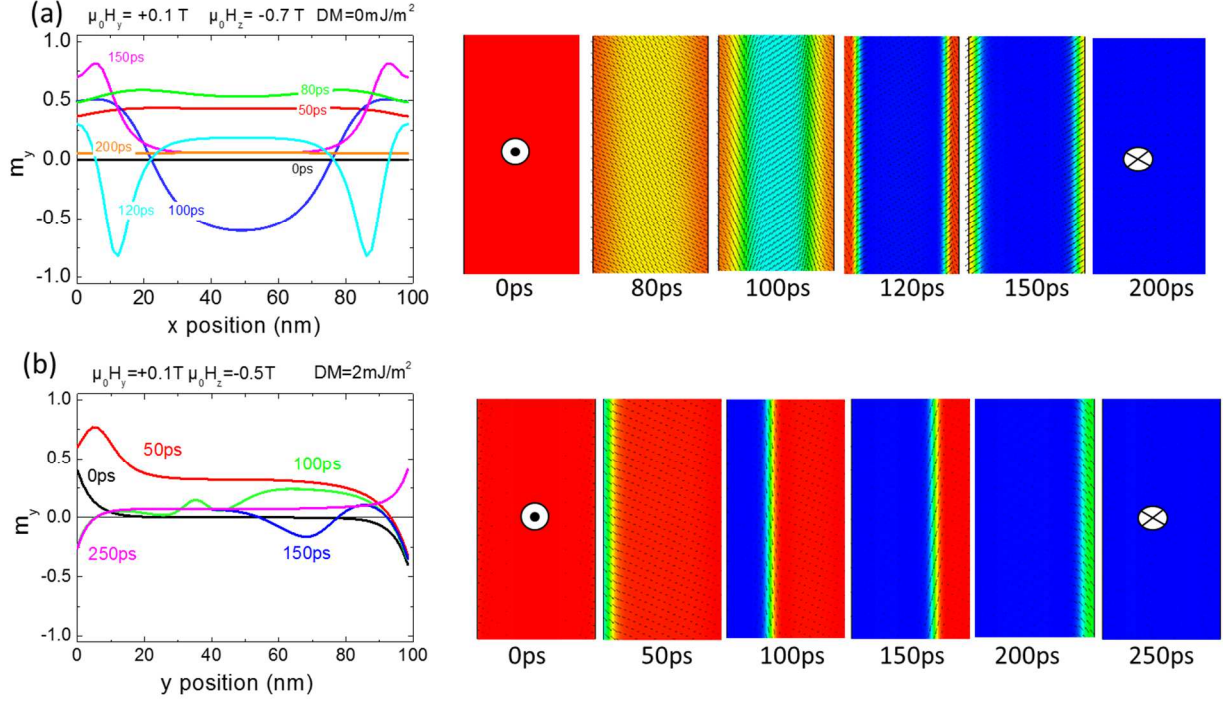 (a)
μ₀Hy = +0.1 T μ₀Hz = -0.7 T DM=0mJ/m²
1.0
0.5
0.0
-0.5
-1.0
my
150ps
80ps
50ps
200ps
0ps
120ps
100ps
0 20 40 60 80 100
x position (nm)
0ps 80ps 100ps 120ps 150ps 200ps
(b)
μ₀Hy=+0.1T μ₀Hz=-0.5T DM=2mJ/m²
1.0
0.5
0.0
-0.5
-1.0
my
50ps
0ps
100ps
250ps
150ps
0 20 40 60 80 100
y position (nm)
0ps 50ps 100ps 150ps 200ps 250ps